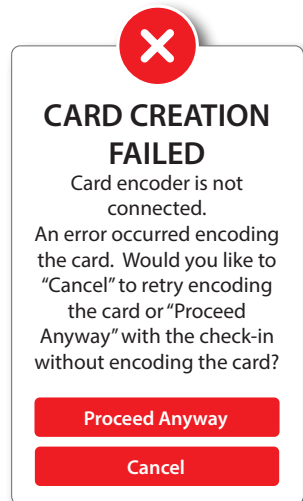 CARD CREATION
FAILED
Card encoder is not
connected.
An error occurred encoding
the card.  Would you like to
“Cancel” to retry encoding
the card or “Proceed
Anyway” with the check-in
without encoding the card?
Proceed Anyway
Cancel